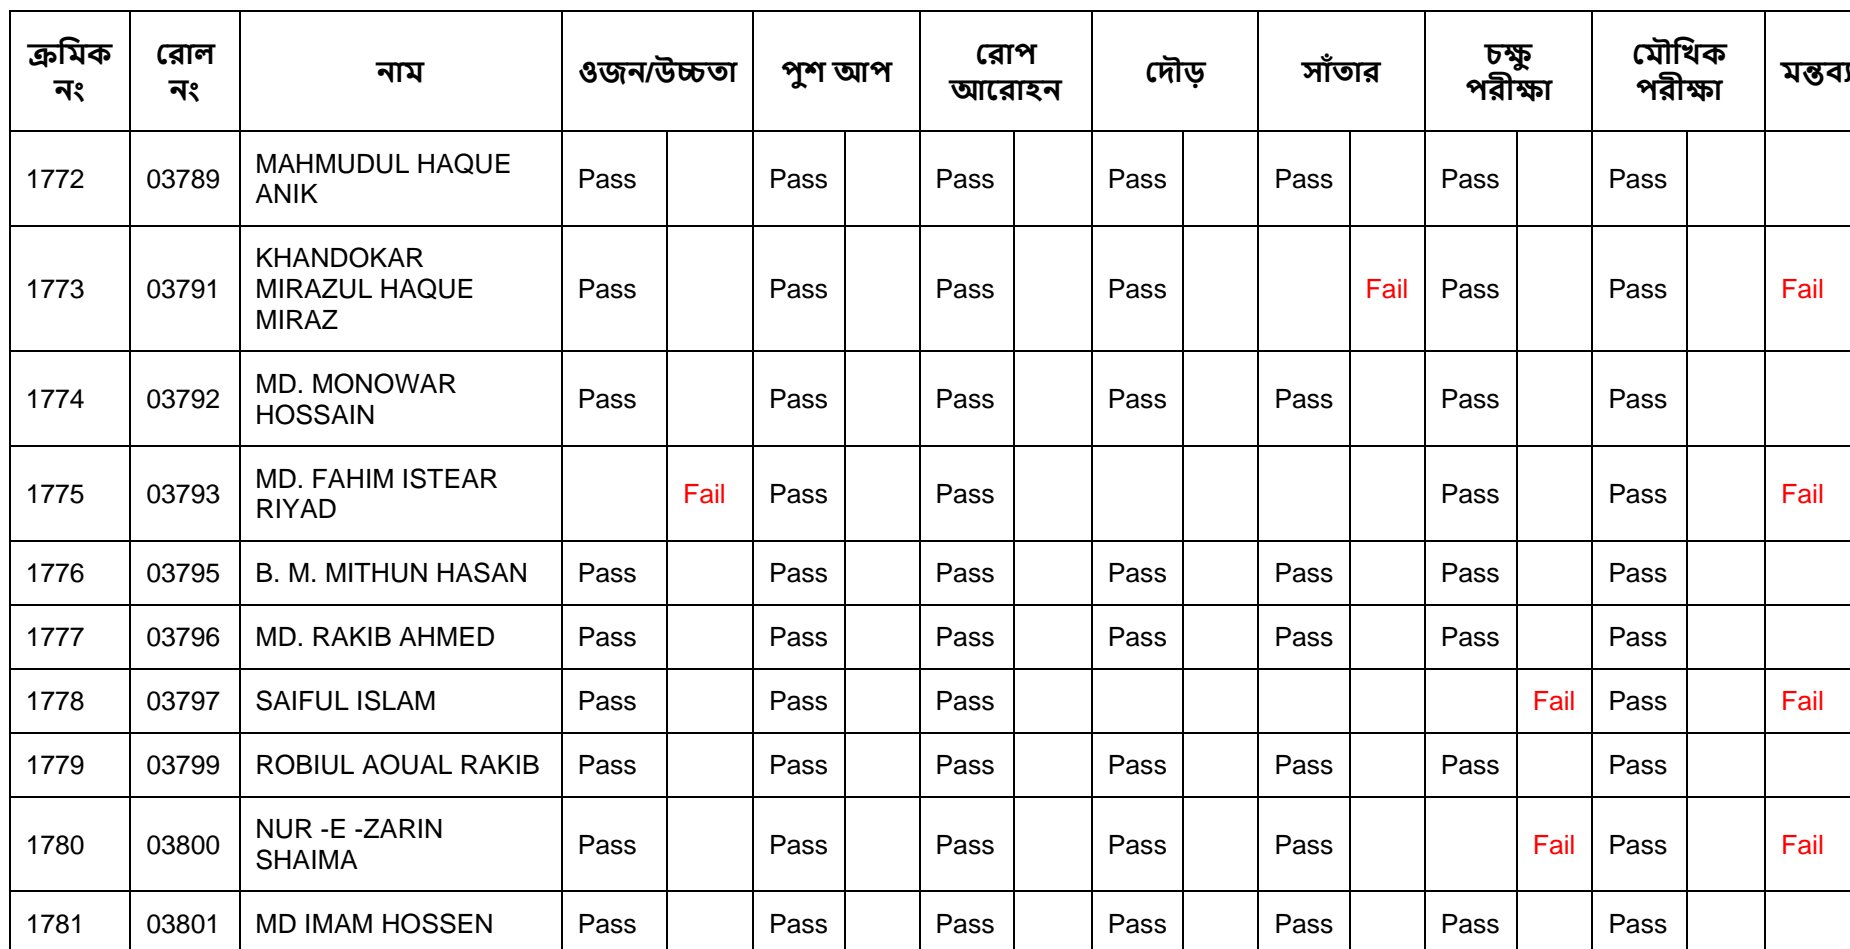 ক্রমিক নং রোল নং নাম ওজন/উচ্চতা পুশ আপ রোপ আরোহন দৌড় সাঁতার চক্ষু পরীক্ষা মৌখিক পরীক্ষা মন্তব্য
1772 03789 MAHMUDUL HAQUE ANIK Pass Pass Pass Pass Pass Pass Pass
1773 03791 KHANDOKAR MIRAZUL HAQUE MIRAZ Pass Pass Pass Pass Fail Pass Pass Fail
1774 03792 MD. MONOWAR HOSSAIN Pass Pass Pass Pass Pass Pass Pass
1775 03793 MD. FAHIM ISTEAR RIYAD Fail Pass Pass Pass Pass Fail
1776 03795 B. M. MITHUN HASAN Pass Pass Pass Pass Pass Pass Pass
1777 03796 MD. RAKIB AHMED Pass Pass Pass Pass Pass Pass Pass
1778 03797 SAIFUL ISLAM Pass Pass Pass Fail Pass Fail
1779 03799 ROBIUL AOUAL RAKIB Pass Pass Pass Pass Pass Pass Pass
1780 03800 NUR -E -ZARIN SHAIMA Pass Pass Pass Pass Pass Fail Pass Fail
1781 03801 MD IMAM HOSSEN Pass Pass Pass Pass Pass Pass Pass